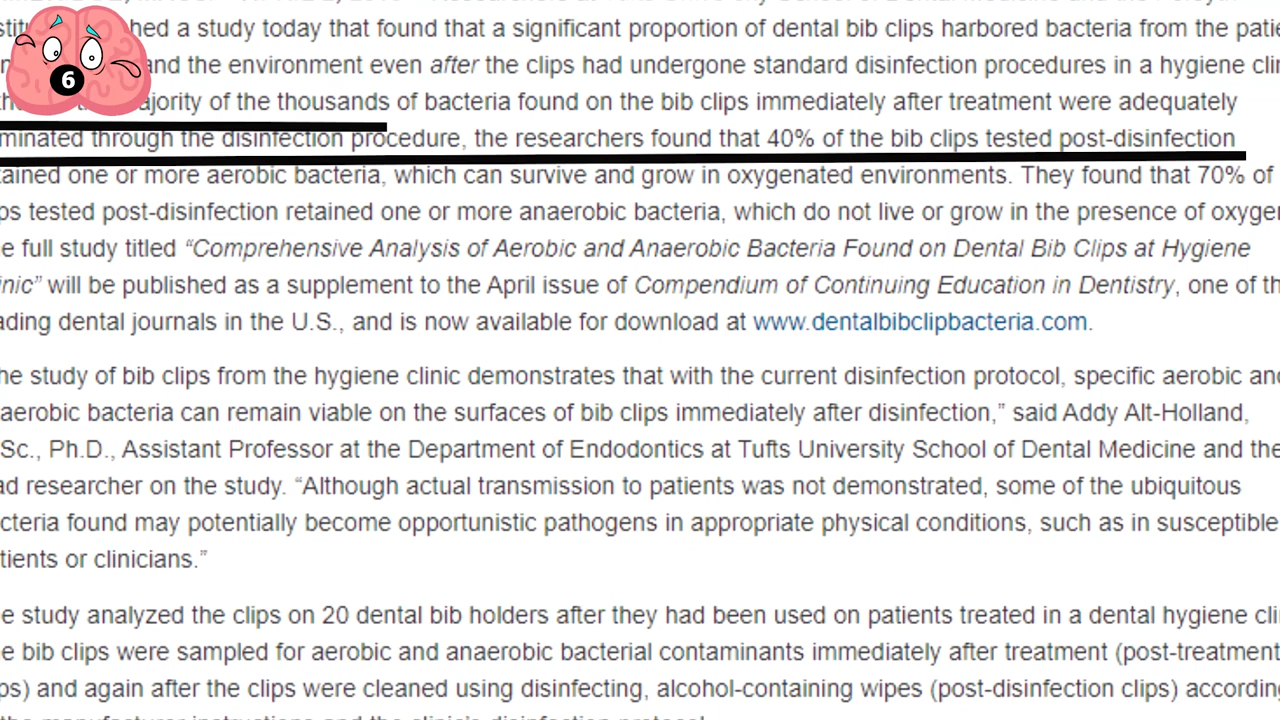 stitu hed a study today that found that a significant proportion of dental bib clips harbored bacteria from the patie
and the environment even after the clips had undergone standard disinfection procedures in a hygiene clin
ajority of the thousands of bacteria found on the bib clips immediately after treatment were adequately
minated through the disinfection procedure, the researchers found that 40% of the bib clips tested post-disinfection
tained one or more aerobic bacteria, which can survive and grow in oxygenated environments. They found that 70% of
ps tested post-disinfection retained one or more anaerobic bacteria, which do not live or grow in the presence of oxygen
e full study titled “Comprehensive Analysis of Aerobic and Anaerobic Bacteria Found on Dental Bib Clips at Hygiene
inic” will be published as a supplement to the April issue of Compendium of Continuing Education in Dentistry, one of th
ading dental journals in the U.S., and is now available for download at www.dentalbibclipbacteria.com.
he study of bib clips from the hygiene clinic demonstrates that with the current disinfection protocol, specific aerobic and
aerobic bacteria can remain viable on the surfaces of bib clips immediately after disinfection,” said Addy Alt-Holland,
Sc., Ph.D., Assistant Professor at the Department of Endodontics at Tufts University School of Dental Medicine and the
ad researcher on the study. “Although actual transmission to patients was not demonstrated, some of the ubiquitous
cteria found may potentially become opportunistic pathogens in appropriate physical conditions, such as in susceptible
tients or clinicians.”
e study analyzed the clips on 20 dental bib holders after they had been used on patients treated in a dental hygiene cli
e bib clips were sampled for aerobic and anaerobic bacterial contaminants immediately after treatment (post-treatment
ps) and again after the clips were cleaned using disinfecting, alcohol-containing wipes (post-disinfection clips) according
6